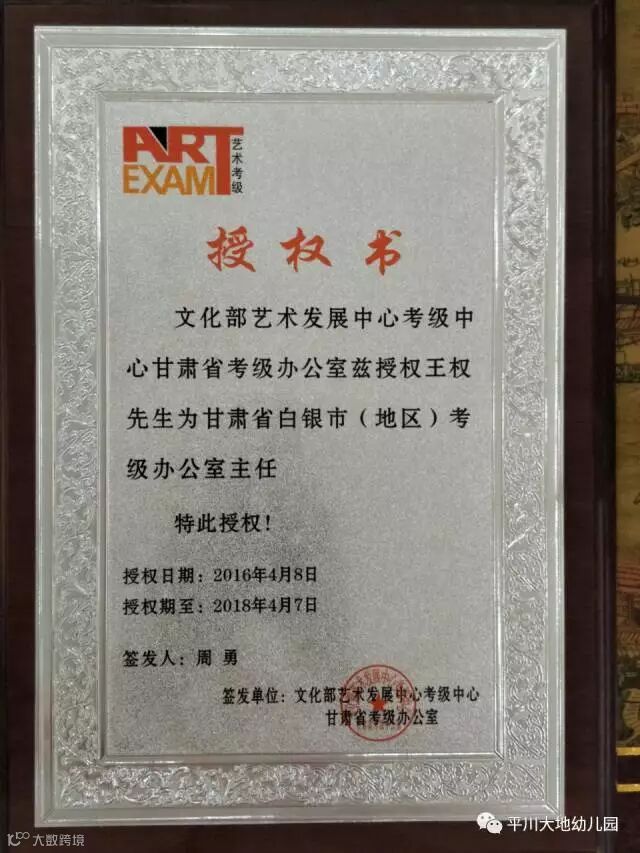 ART
EXAM
艺术考级
授权书
文化部艺术发展中心考级中
心甘肃省考级办公室兹授权王权
先生为甘肃省白银市（地区）考
级办公室主任
特此授权！
授权日期：2016年4月8日
授权期至：2018年4月7日
签发人：周 勇
签发单位：文化部艺术发展中心考级中心
甘肃省考级办公室
平川大地幼儿园
大数跨境